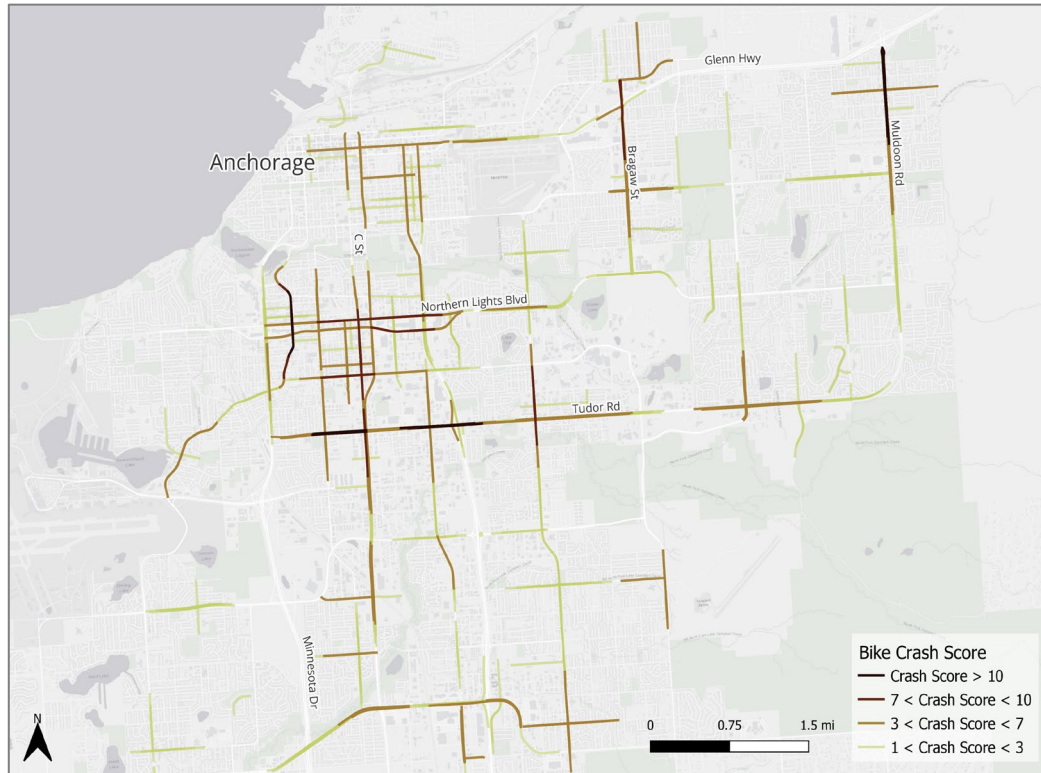 Glenn Hwy
Muldoon Rd
Anchorage
Bragaw St
C St
Northern Lights Blvd
Tudor Rd
Minnesota Dr
Bike Crash Score
Crash Score > 10
7 < Crash Score < 10
3 < Crash Score < 7
1 < Crash Score < 3
N
0 0.75 1.5 mi